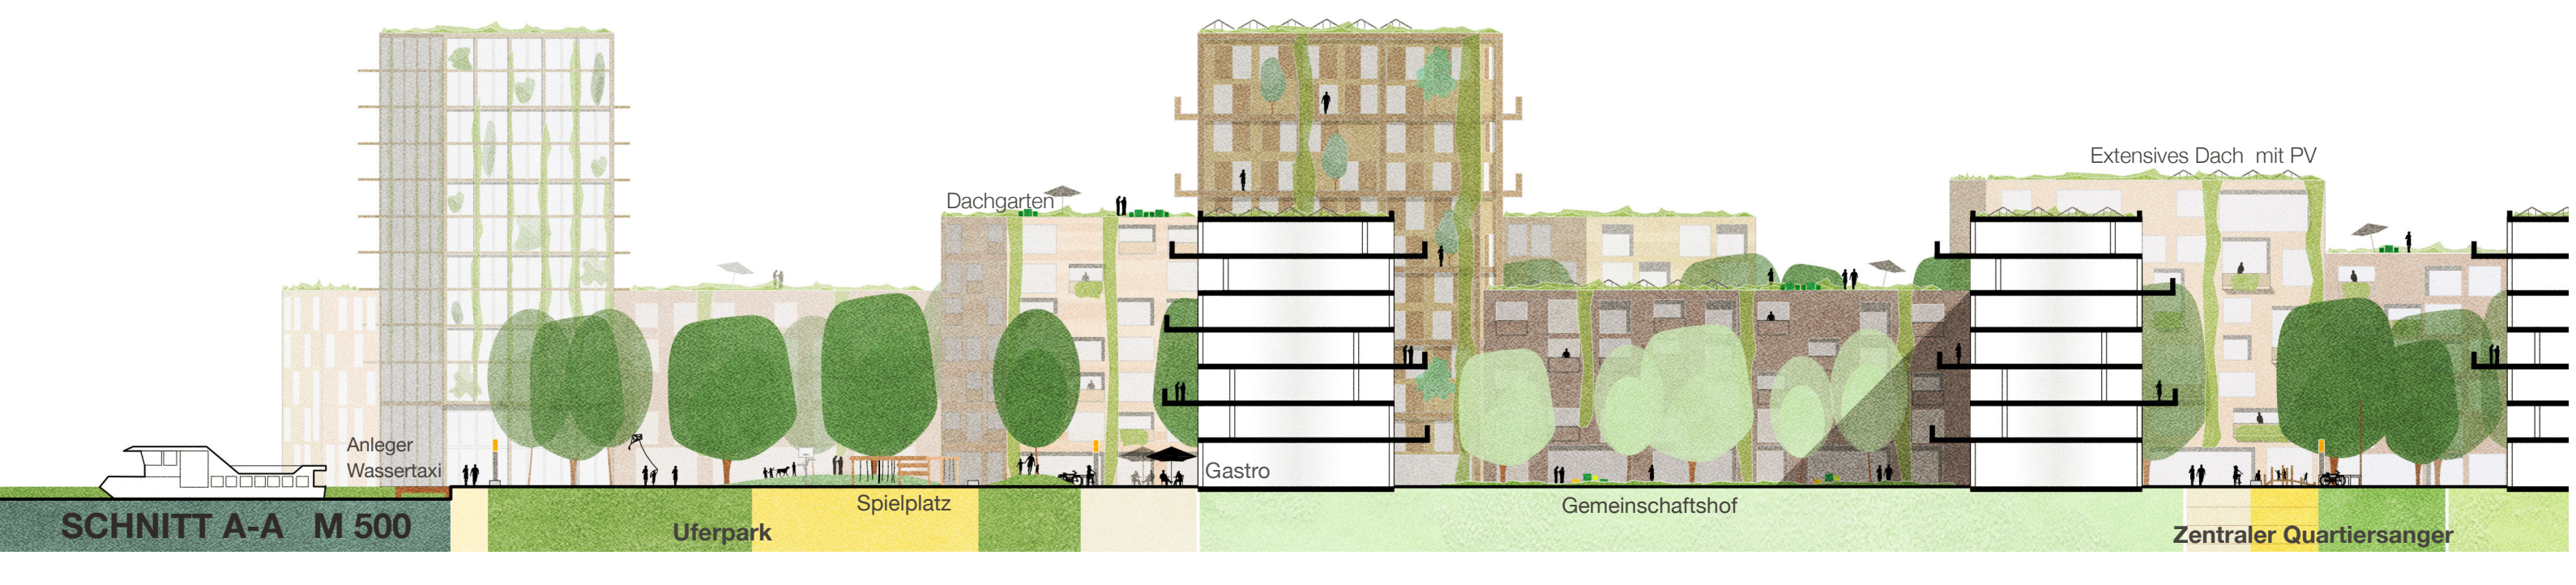 Extensives Dach mit PV
Dachgarten
Anleger
Wassertaxi
Gastro
Spielplatz
Gemeinschaftshof
SCHNITT A-A M 500
Uferpark
Zentraler Quartiersanger